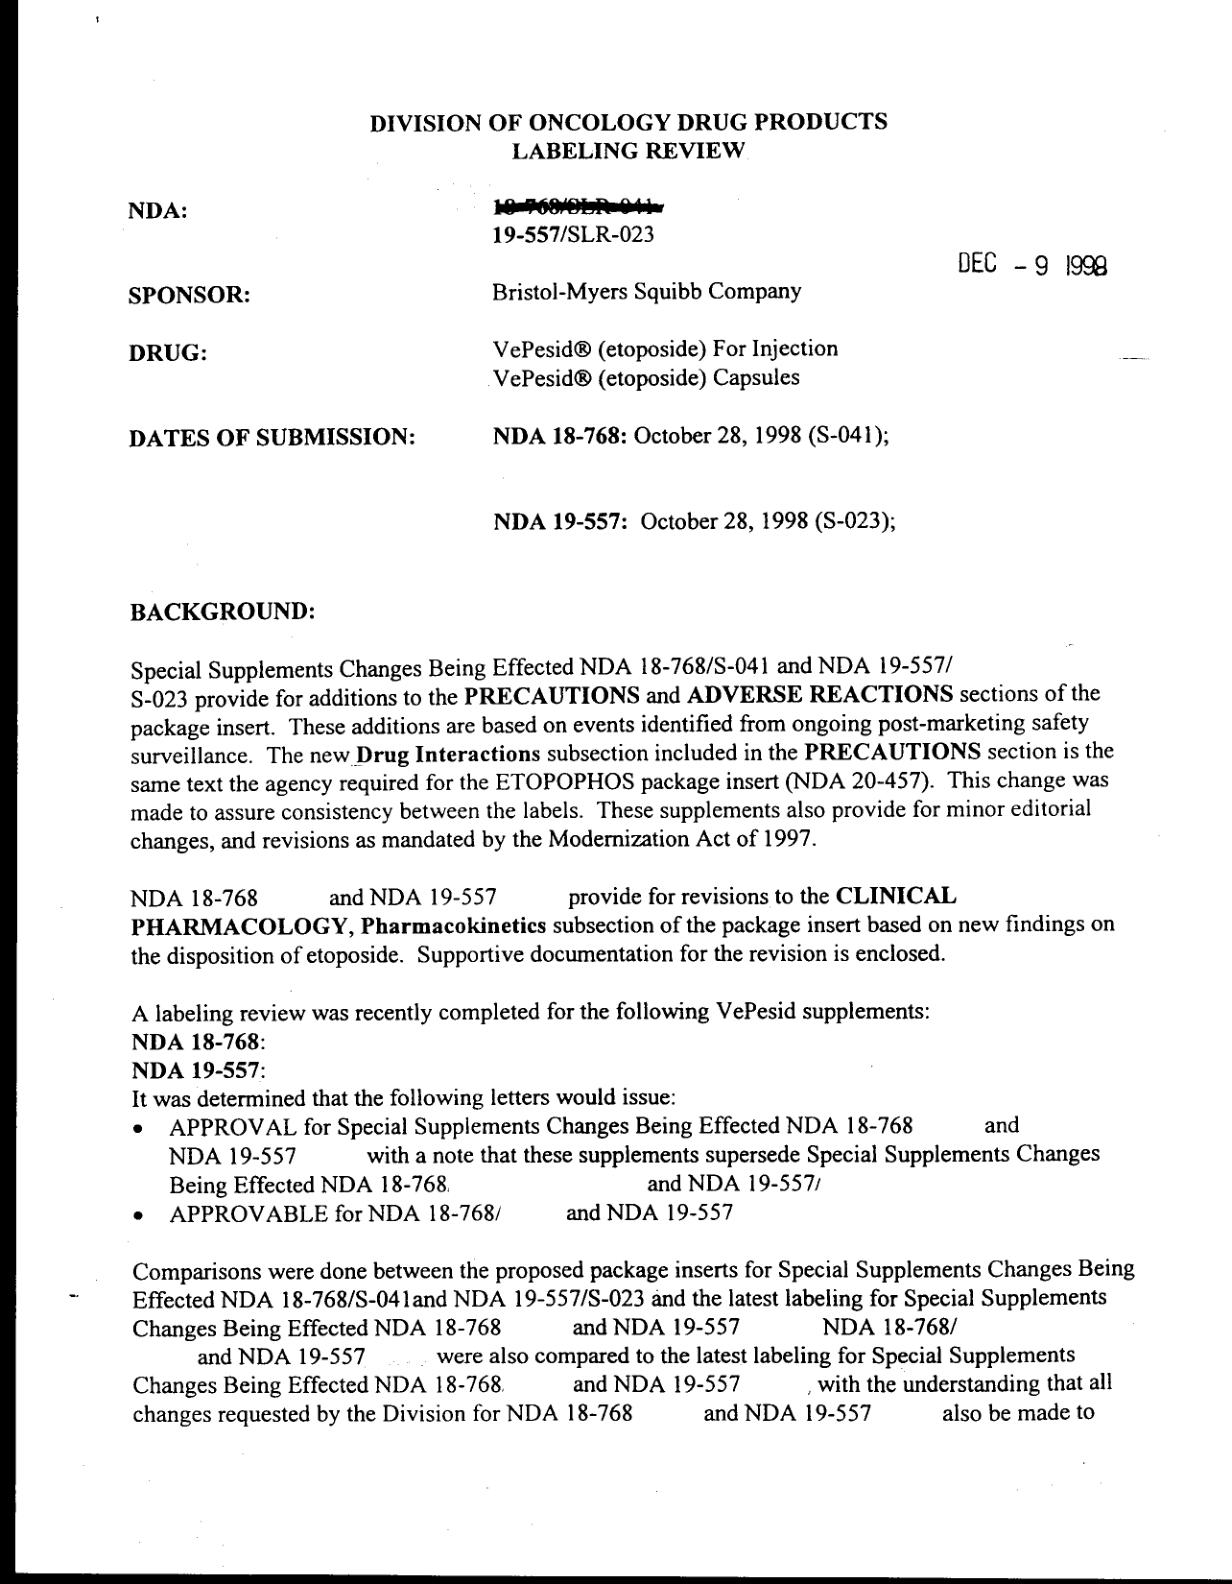 DIVISION OF ONCOLOGY DRUG PRODUCTS
LABELING REVIEW
NDA: 18-768/SLR-041
19-557/SLR-023
DEC - 9 1998
SPONSOR: Bristol-Myers Squibb Company
DRUG: VePesid® (etoposide) For Injection
VePesid® (etoposide) Capsules
DATES OF SUBMISSION: NDA 18-768: October 28, 1998 (S-041);
NDA 19-557: October 28, 1998 (S-023);
BACKGROUND:
Special Supplements Changes Being Effected NDA 18-768/S-041 and NDA 19-557/
S-023 provide for additions to the PRECAUTIONS and ADVERSE REACTIONS sections of the
package insert. These additions are based on events identified from ongoing post-marketing safety
surveillance. The new Drug Interactions subsection included in the PRECAUTIONS section is the
same text the agency required for the ETOPOPHOS package insert (NDA 20-457). This change was
made to assure consistency between the labels. These supplements also provide for minor editorial
changes, and revisions as mandated by the Modernization Act of 1997.
NDA 18-768 and NDA 19-557 provide for revisions to the CLINICAL
PHARMACOLOGY, Pharmacokinetics subsection of the package insert based on new findings on
the disposition of etoposide. Supportive documentation for the revision is enclosed.
A labeling review was recently completed for the following VePesid supplements:
NDA 18-768:
NDA 19-557:
It was determined that the following letters would issue:
• APPROVAL for Special Supplements Changes Being Effected NDA 18-768 and
NDA 19-557 with a note that these supplements supersede Special Supplements Changes
Being Effected NDA 18-768 and NDA 19-557/
• APPROVABLE for NDA 18-768/ and NDA 19-557
Comparisons were done between the proposed package inserts for Special Supplements Changes Being
Effected NDA 18-768/S-041and NDA 19-557/S-023 and the latest labeling for Special Supplements
Changes Being Effected NDA 18-768 and NDA 19-557 NDA 18-768/
and NDA 19-557 were also compared to the latest labeling for Special Supplements
Changes Being Effected NDA 18-768 and NDA 19-557 , with the understanding that all
changes requested by the Division for NDA 18-768 and NDA 19-557 also be made to